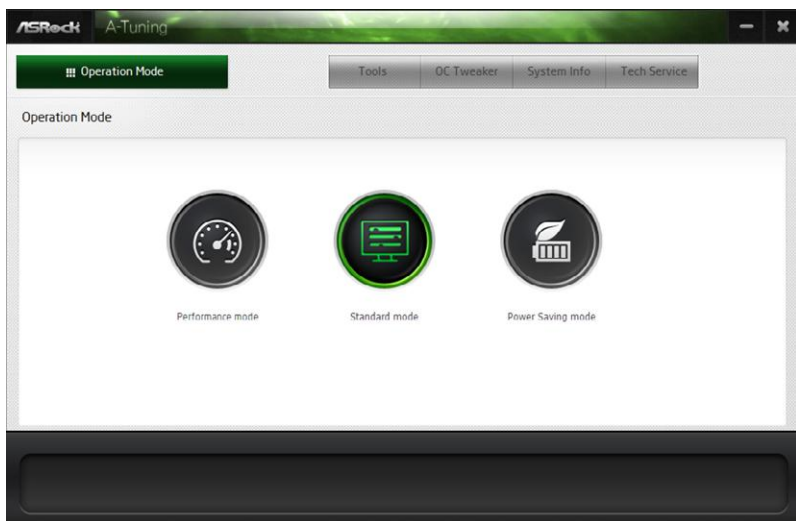 ASRock A-Tuning
Operation Mode Tools OC Tweaker System Info Tech Service
Operation Mode
Performance mode Standard mode Power Saving mode